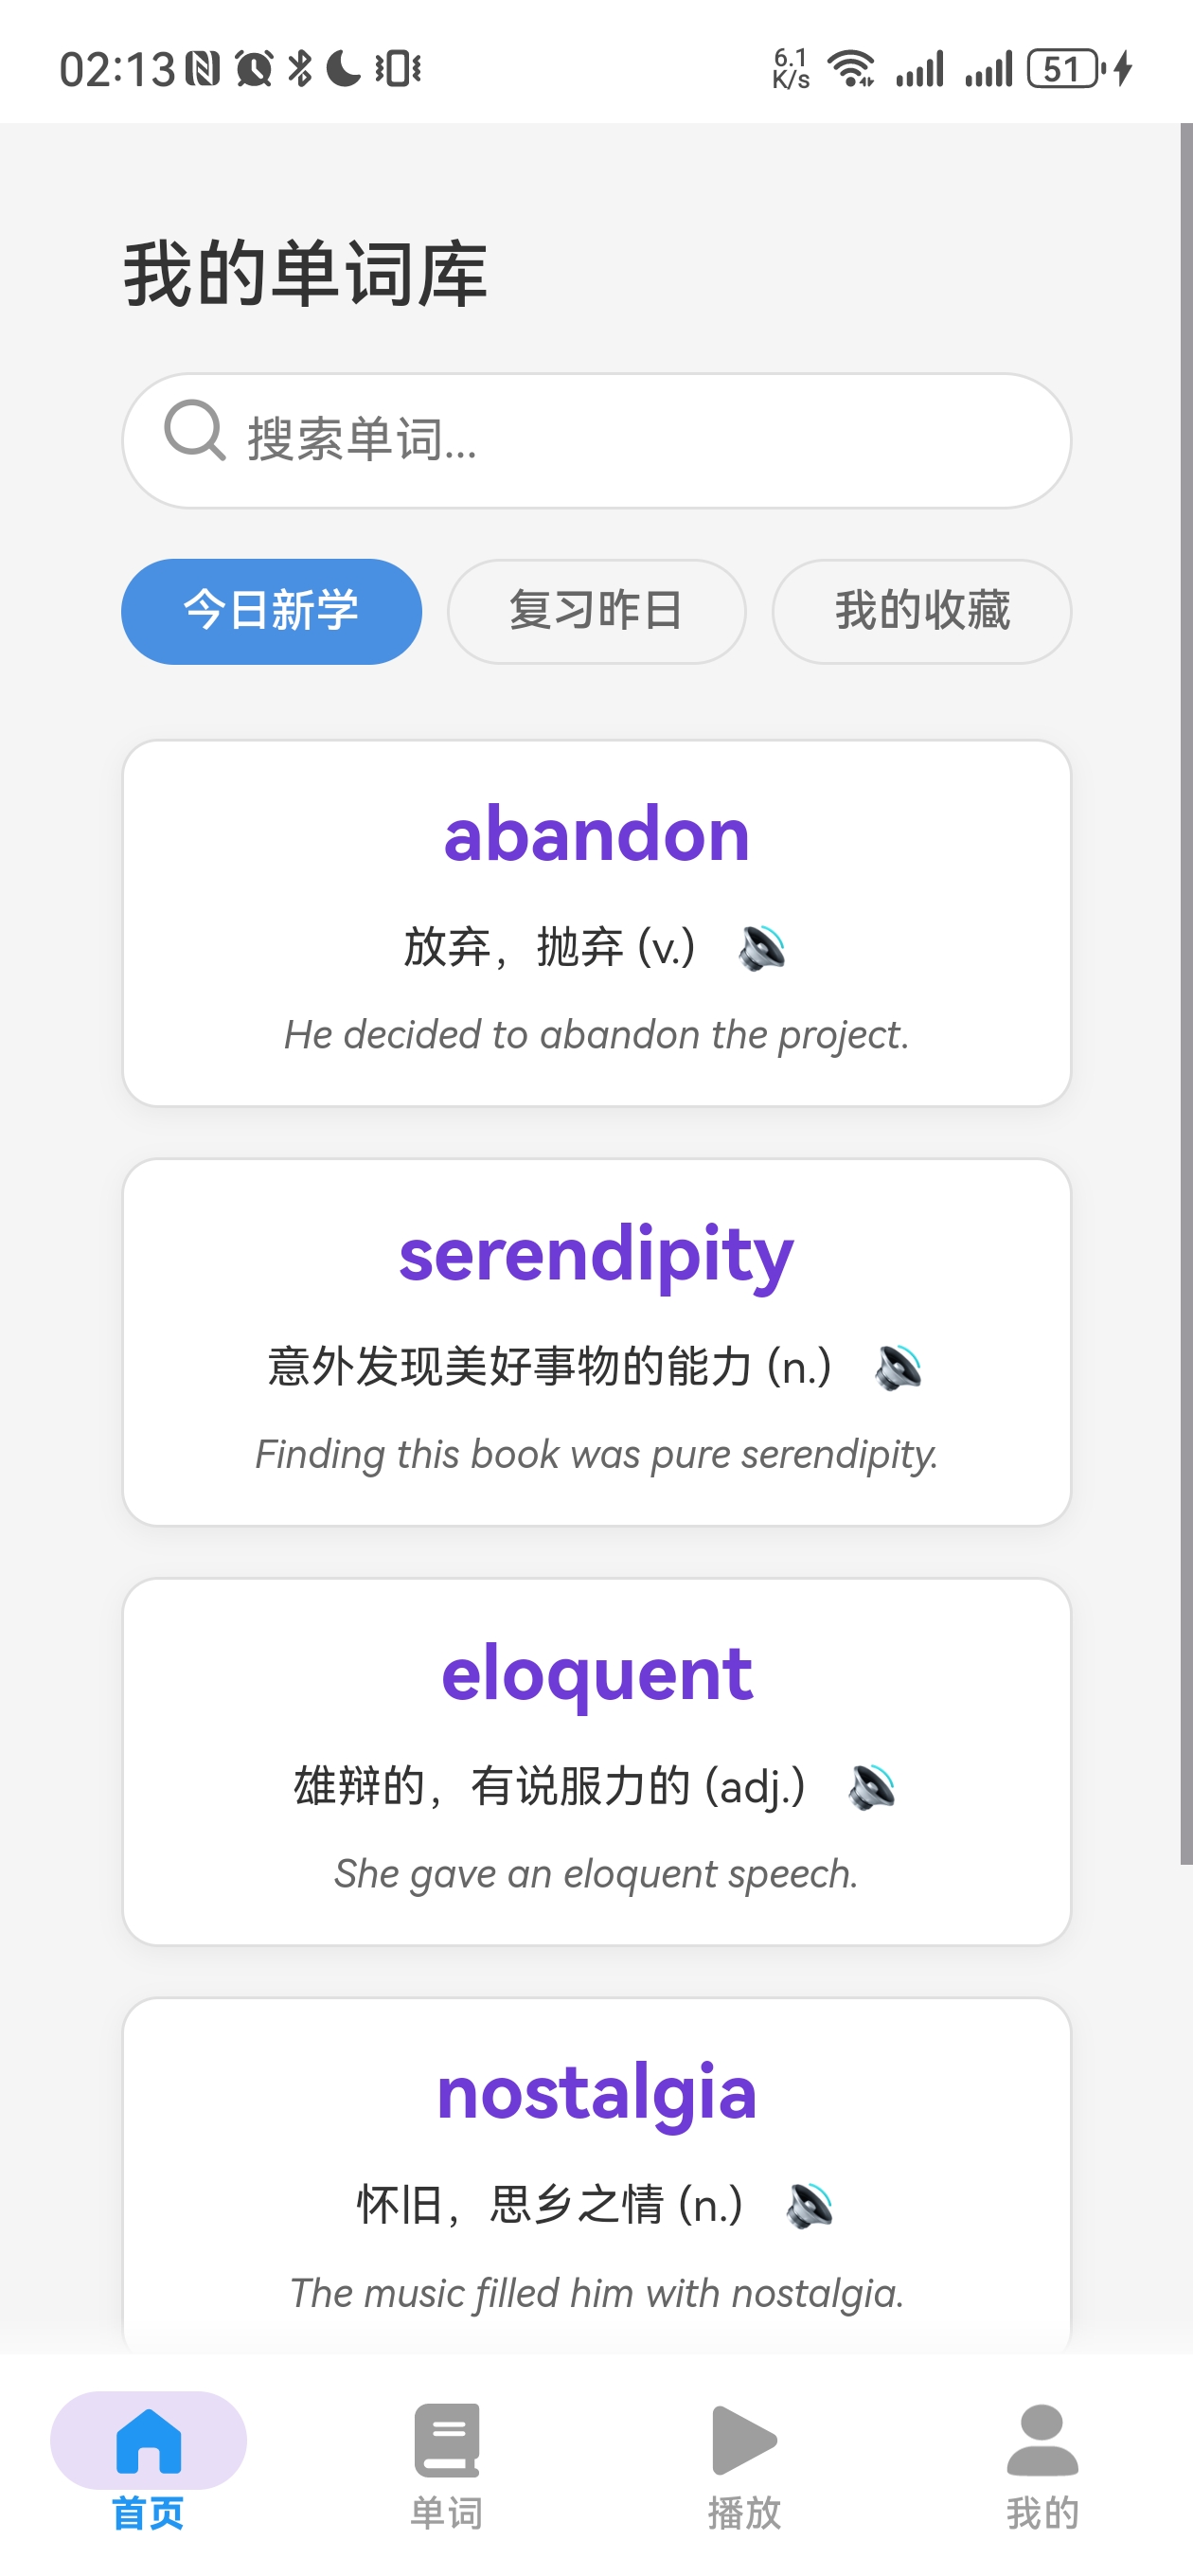 02:13 6.1 K/s 51
我的单词库
搜索单词...
今日新学 复习昨日 我的收藏
abandon
放弃，抛弃 (v.)
He decided to abandon the project.
serendipity
意外发现美好事物的能力 (n.)
Finding this book was pure serendipity.
eloquent
雄辩的，有说服力的 (adj.)
She gave an eloquent speech.
nostalgia
怀旧，思乡之情 (n.)
The music filled him with nostalgia.
首页 单词 播放 我的